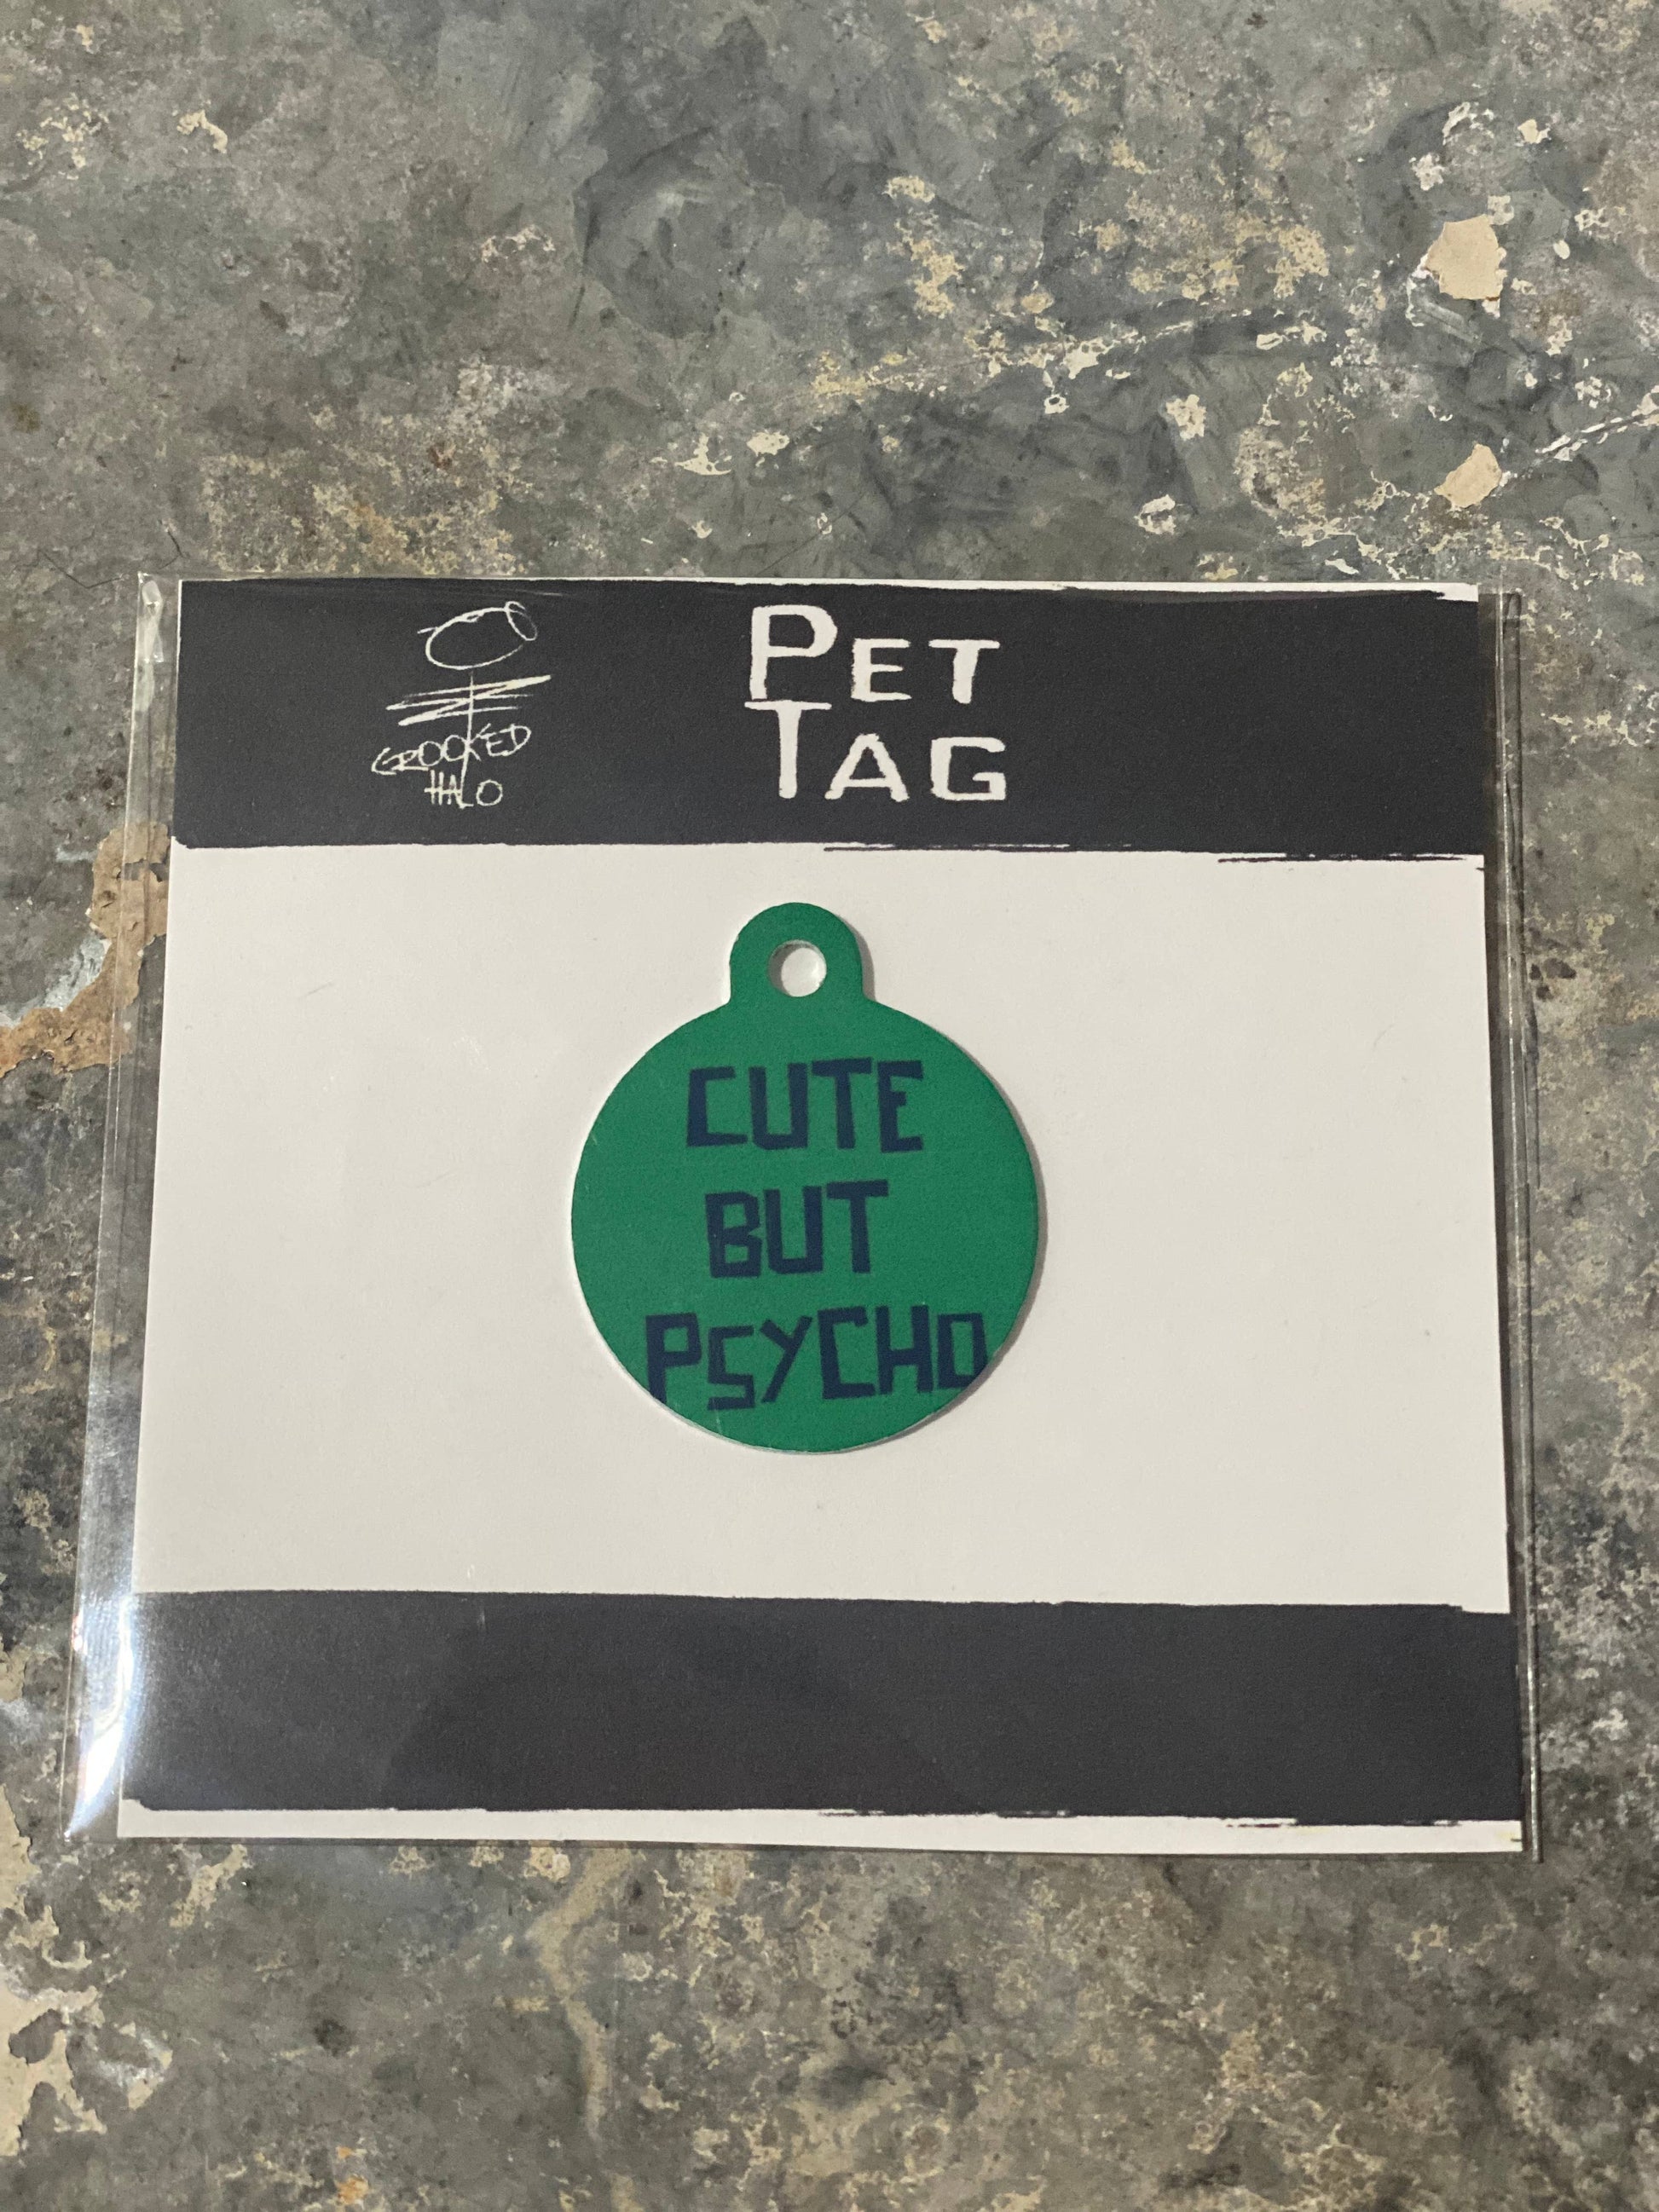 CROOKED
HALO
PET
TAG
CUTE
BUT
PSYCHO